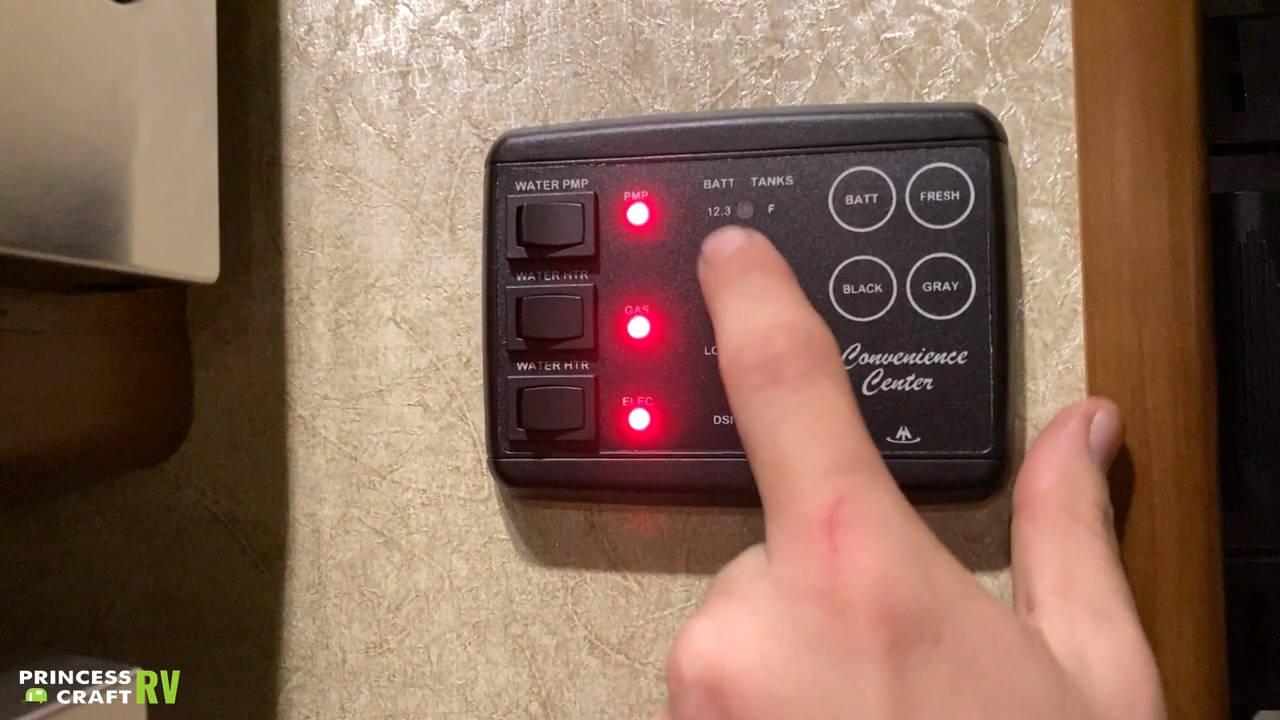 WATER PMP
PMP
BATT TANKS
12.3 F
BATT
FRESH
WATER HTR
GAS
BLACK
GRAY
WATER HTR
ELEC
DSI
Convenience
Center
PRINCESS
CRAFT RV